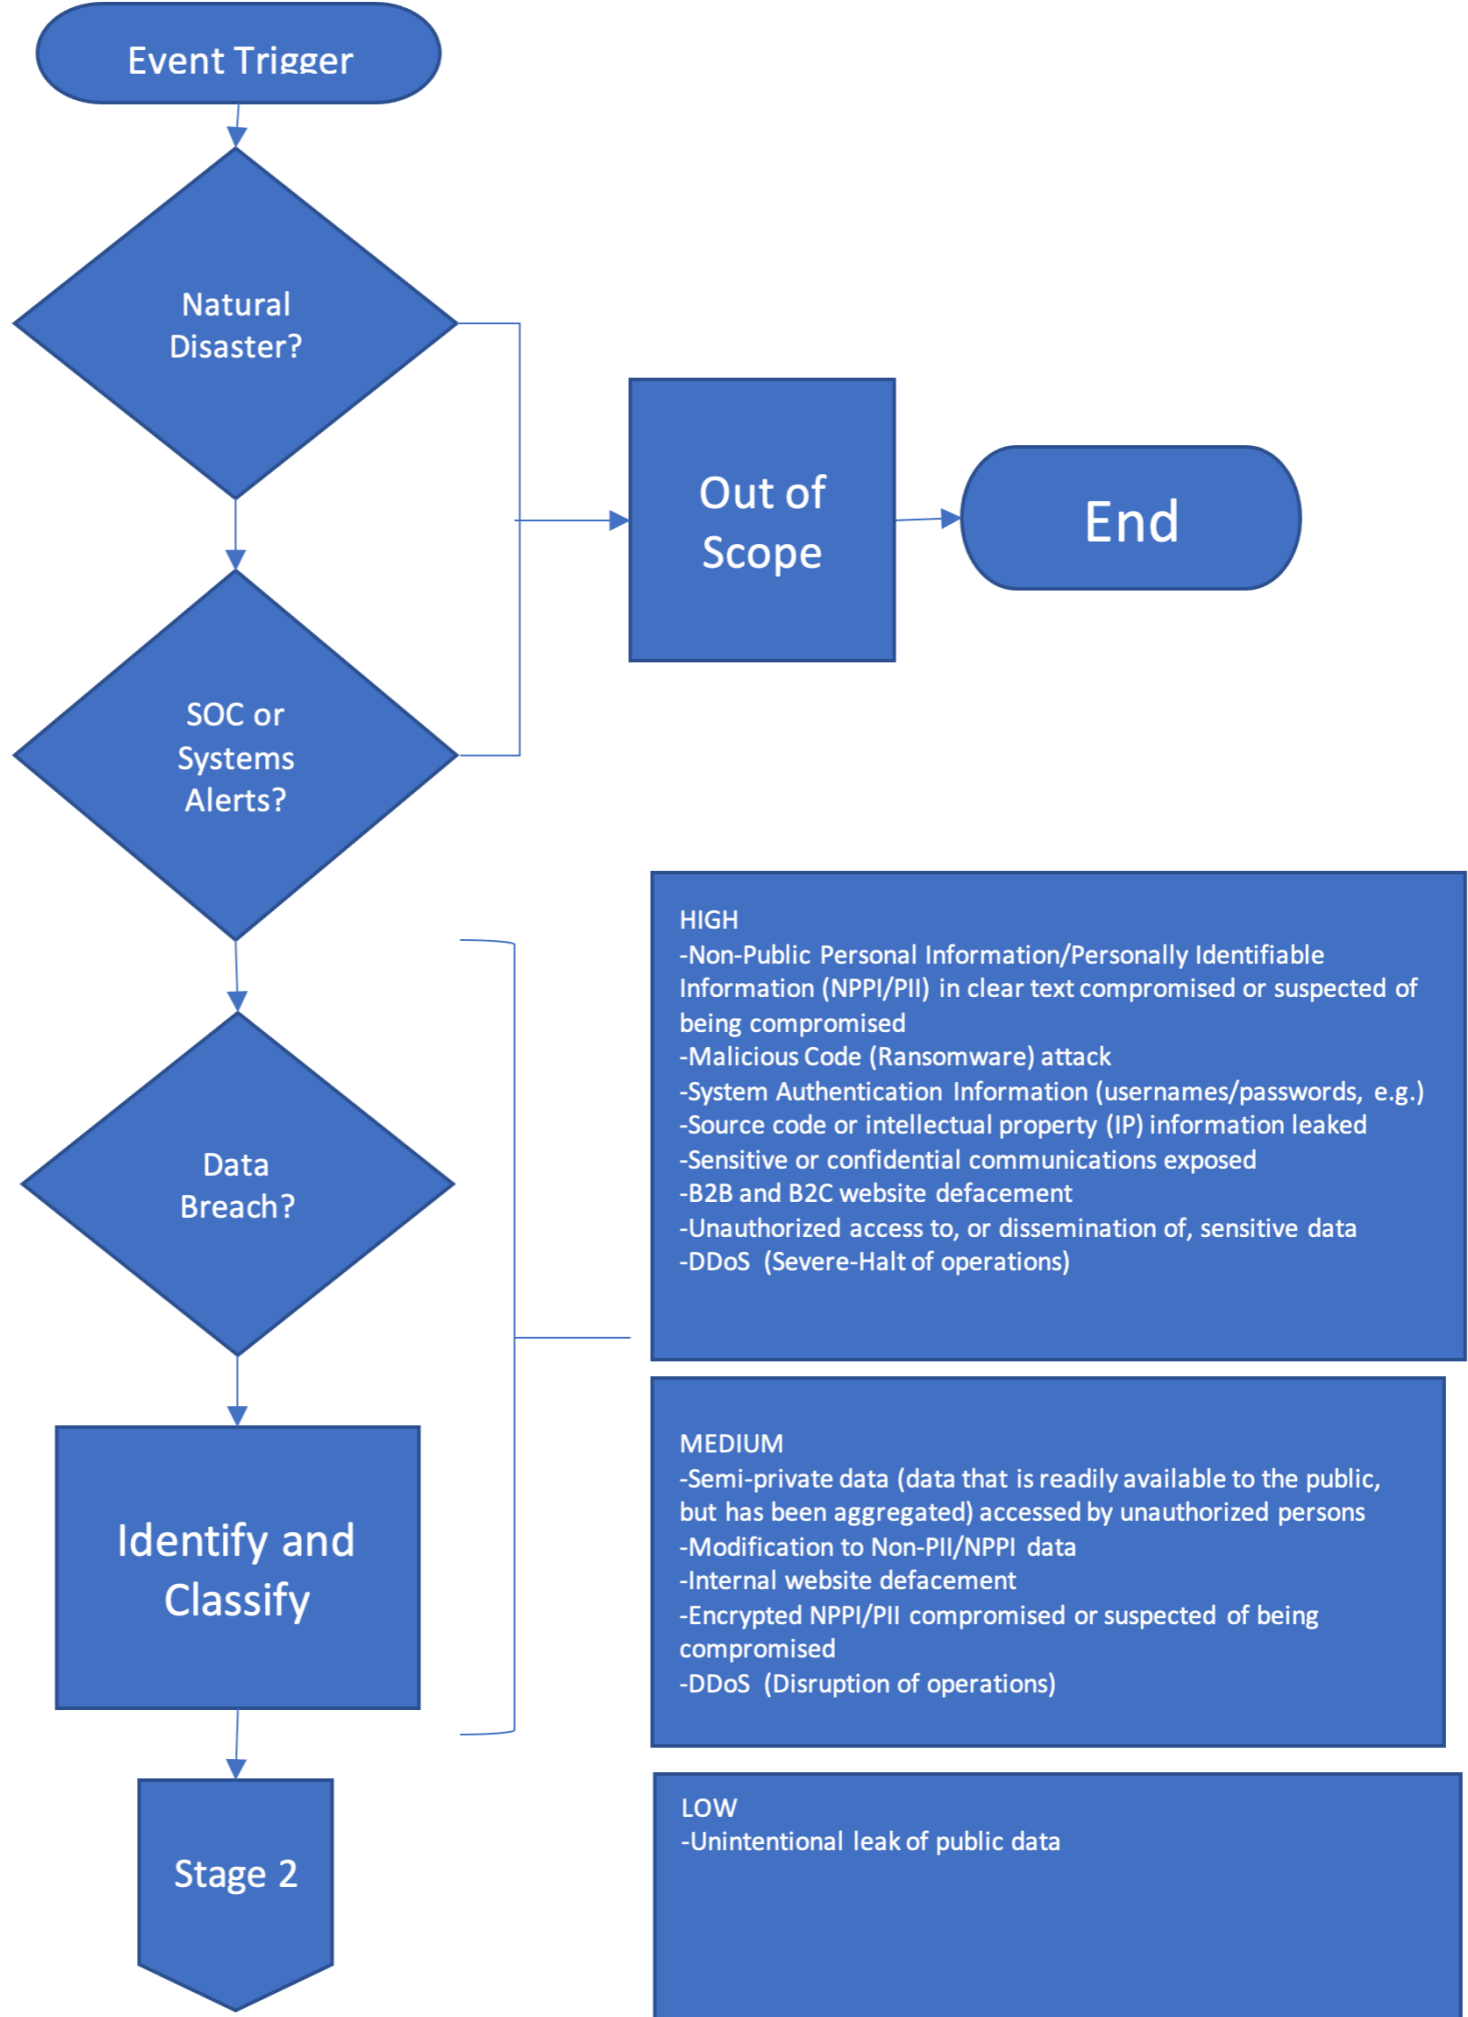 Event Trigger
Natural
Disaster?
Out of
Scope
End
SOC or
Systems
Alerts?
HIGH
-Non-Public Personal Information/Personally Identifiable
Information (NPPI/PII) in clear text compromised or suspected of
being compromised
-Malicious Code (Ransomware) attack
-System Authentication Information (usernames/passwords, e.g.)
-Source code or intellectual property (IP) information leaked
-Sensitive or confidential communications exposed
-B2B and B2C website defacement
-Unauthorized access to, or dissemination of, sensitive data
-DDoS  (Severe-Halt of operations)
Data
Breach?
MEDIUM
-Semi-private data (data that is readily available to the public,
but has been aggregated) accessed by unauthorized persons
-Modification to Non-PII/NPPI data
-Internal website defacement
-Encrypted NPPI/PII compromised or suspected of being
compromised
-DDoS  (Disruption of operations)
Identify and
Classify
LOW
-Unintentional leak of public data
Stage 2